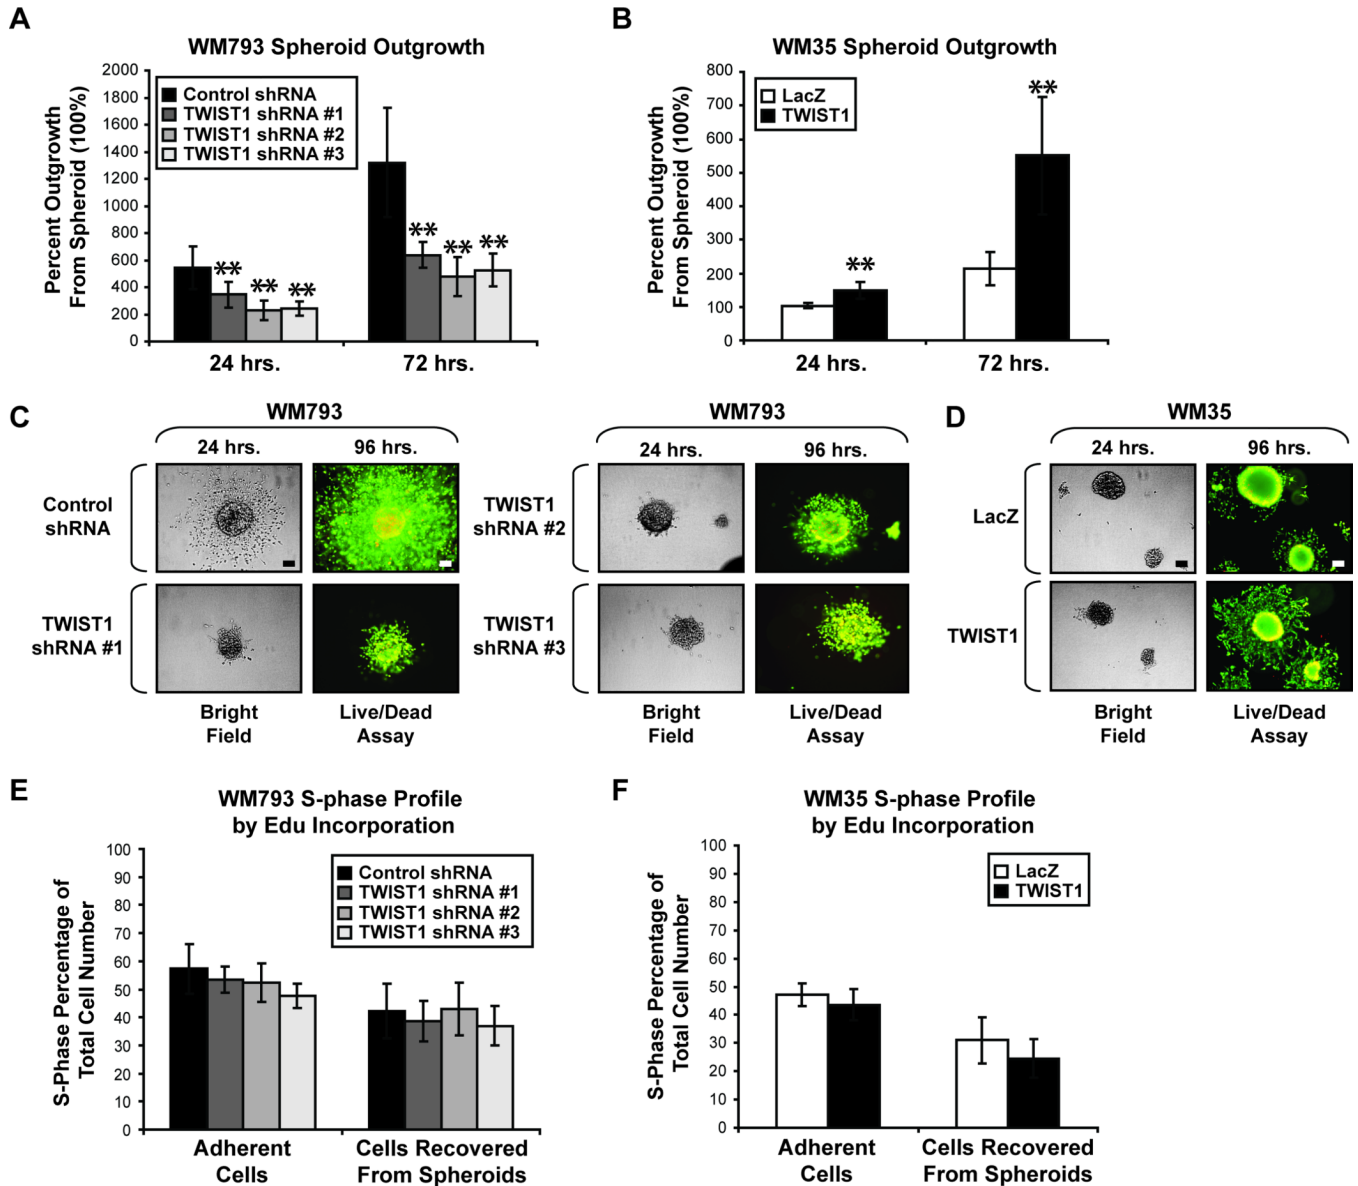 A
WM793 Spheroid Outgrowth
Percent Outgrowth
From Spheroid (100%)
2000
1800
1600
1400
1200
1000
800
600
400
200
0
Control shRNA
TWIST1 shRNA #1
TWIST1 shRNA #2
TWIST1 shRNA #3
** ** **
** ** **
24 hrs. 72 hrs.
B
WM35 Spheroid Outgrowth
Percent Outgrowth
From Spheroid (100%)
800
700
600
500
400
300
200
100
0
LacZ
TWIST1
**
**
24 hrs. 72 hrs.
C
WM793
24 hrs. 96 hrs.
Control
shRNA
TWIST1
shRNA #1
Bright
Field
Live/Dead
Assay
WM793
24 hrs. 96 hrs.
TWIST1
shRNA #2
TWIST1
shRNA #3
Bright
Field
Live/Dead
Assay
D
WM35
24 hrs. 96 hrs.
LacZ
TWIST1
Bright
Field
Live/Dead
Assay
E
WM793 S-phase Profile
by Edu Incorporation
S-Phase Percentage of
Total Cell Number
100
90
80
70
60
50
40
30
20
10
0
Control shRNA
TWIST1 shRNA #1
TWIST1 shRNA #2
TWIST1 shRNA #3
Adherent
Cells
Cells Recovered
From Spheroids
F
WM35 S-phase Profile
by Edu Incorporation
S-Phase Percentage of
Total Cell Number
100
90
80
70
60
50
40
30
20
10
0
LacZ
TWIST1
Adherent
Cells
Cells Recovered
From Spheroids